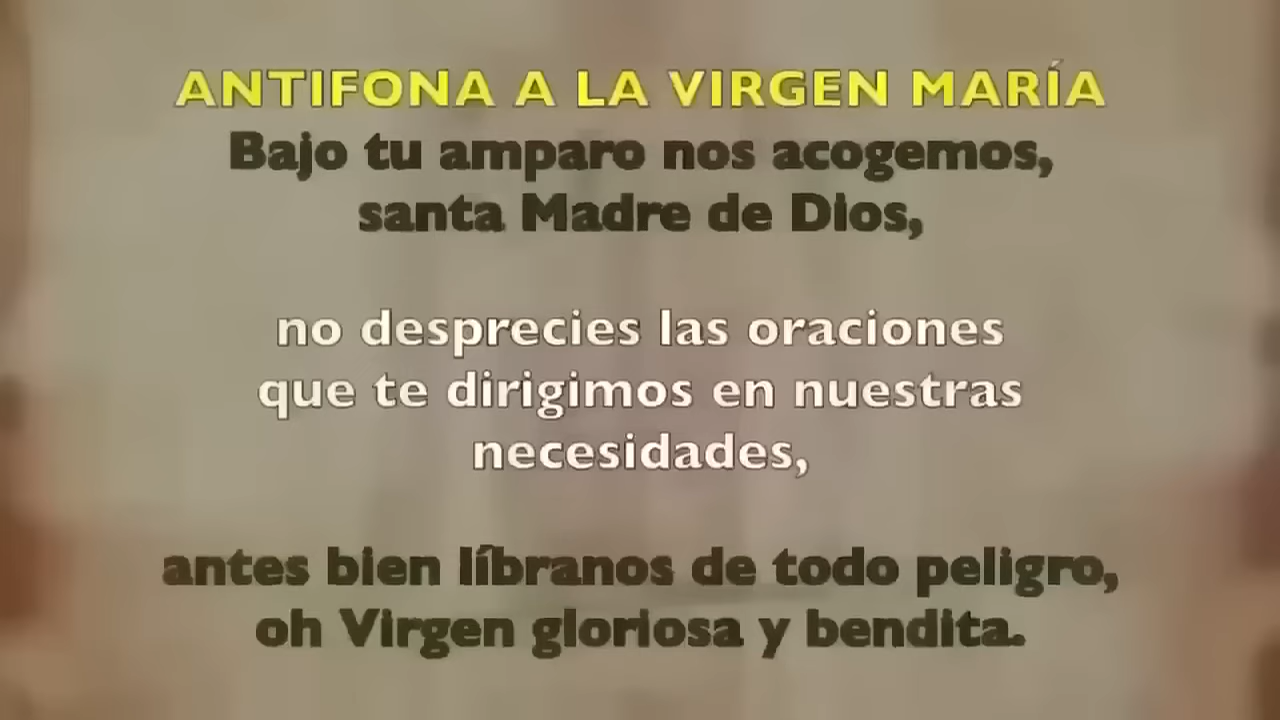 ANTIFONA A LA VIRGEN MARÍA
Bajo tu amparo nos acogemos,
santa Madre de Dios,
no desprecies las oraciones
que te dirigimos en nuestras
necesidades,
antes bien líbranos de todo peligro,
oh Virgen gloriosa y bendita.